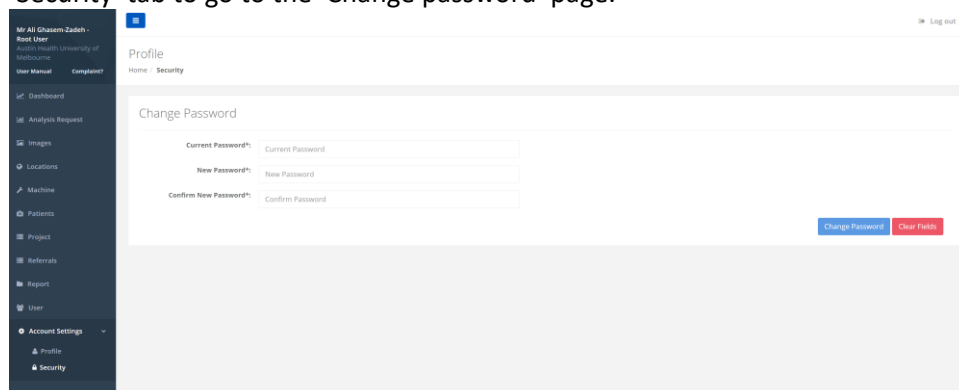 'Security' tab to go to the 'Change password' page.
Mr Ali Ghasem-Zadeh -
Root User
Austin Health University of
Melbourne
User Manual Complaint?
Dashboard
Analysis Request
Images
Locations
Machine
Patients
Project
Referrals
Report
User
Account Settings
Profile
Security
Log out
Profile
Home / Security
Change Password
Current Password*: Current Password
New Password*: New Password
Confirm New Password*: Confirm Password
Change Password Clear Fields